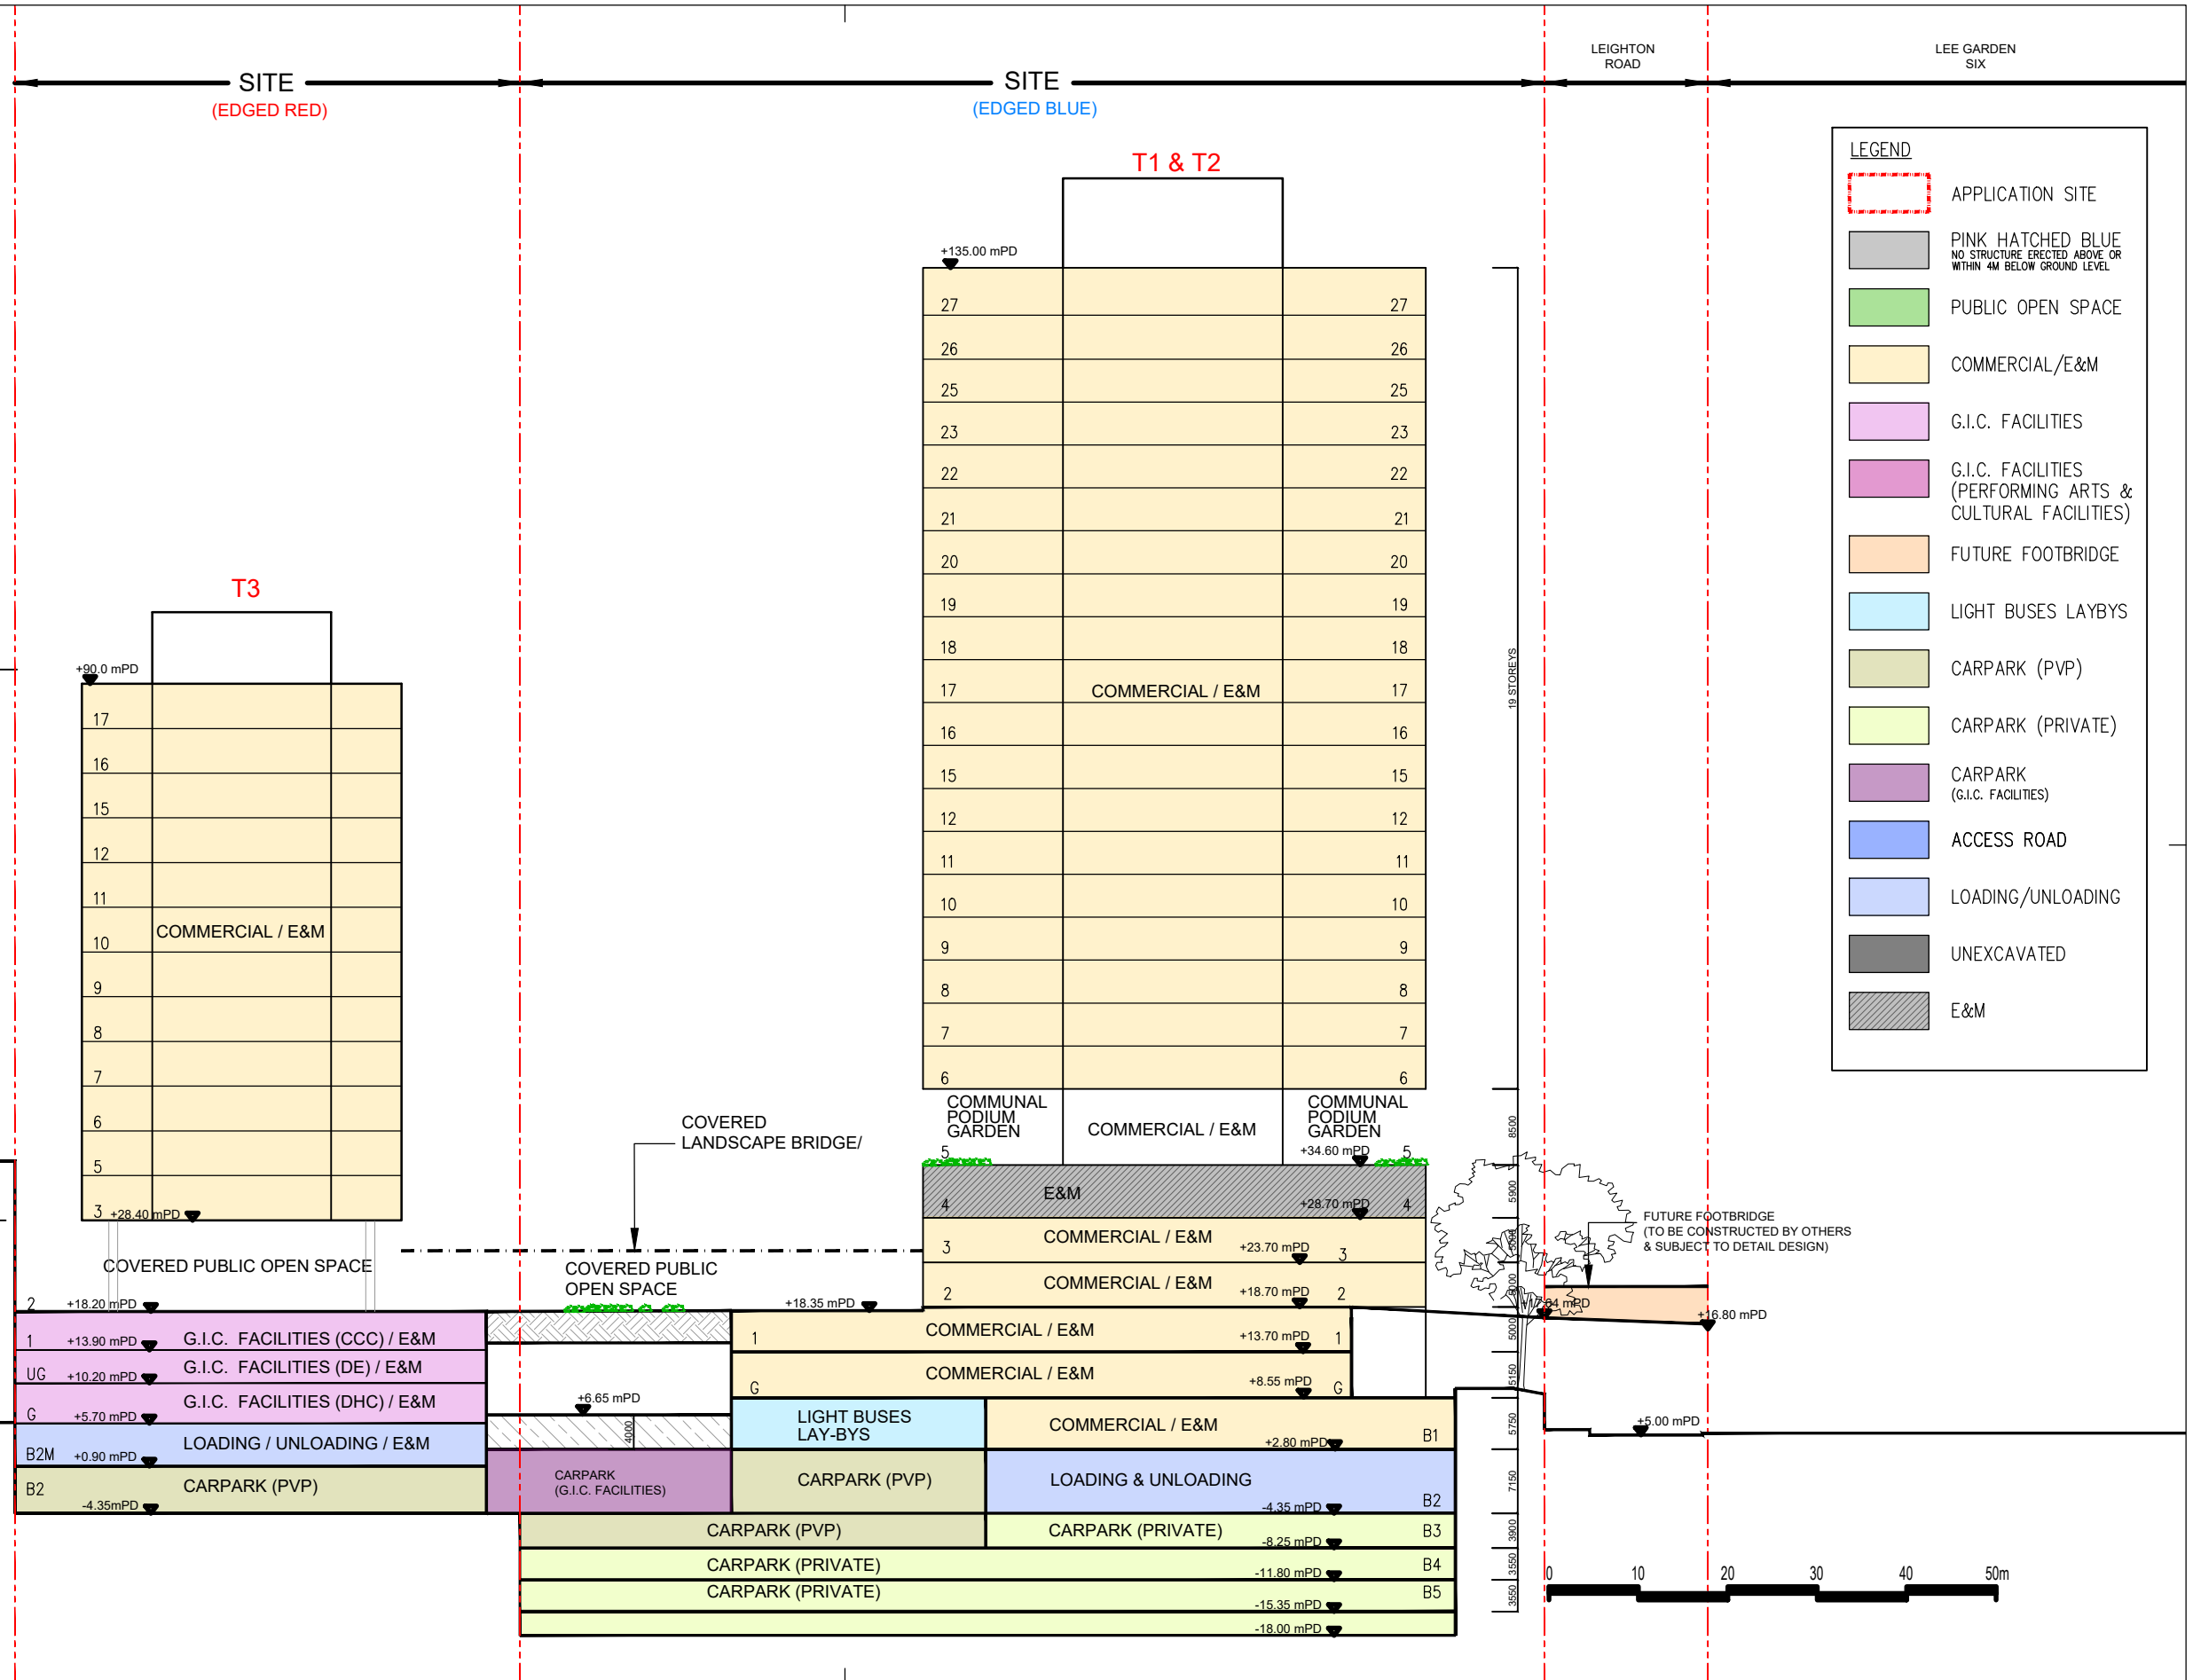 LEIGHTON
ROAD
LEE GARDEN
SIX
SITE
(EDGED RED)
SITE
(EDGED BLUE)
T1 & T2
+135.00 mPD
27 27
26 26
25 25
23 23
22 22
21 21
20 20
19 19
18 18
17 COMMERCIAL / E&M 17
16 16
15 15
12 12
11 11
10 10
9 9
8 8
7 7
6 6
COMMUNAL
PODIUM
GARDEN
5
COMMERCIAL / E&M
COMMUNAL
PODIUM
GARDEN
+34.60 mPD 5
4 E&M +28.70 mPD 4
3 COMMERCIAL / E&M +23.70 mPD 3
2 COMMERCIAL / E&M +18.70 mPD 2
+18.35 mPD
1 COMMERCIAL / E&M +13.70 mPD 1
G COMMERCIAL / E&M +8.55 mPD G
LIGHT BUSES
LAY-BYS
COMMERCIAL / E&M
+2.80 mPD B1
CARPARK (PVP)
LOADING & UNLOADING
-4.35 mPD B2
CARPARK (PVP) CARPARK (PRIVATE) -8.25 mPD B3
CARPARK (PRIVATE) -11.80 mPD B4
CARPARK (PRIVATE) -15.35 mPD B5
-18.00 mPD
19 STOREYS
8500
5900
5000
5000
5000
5150
5750
7150
3900
3550
3550
T3
+90.0 mPD
17
16
15
12
11
10 COMMERCIAL / E&M
9
8
7
6
5
3 +28.40 mPD
COVERED PUBLIC OPEN SPACE
2 +18.20 mPD
1 +13.90 mPD G.I.C. FACILITIES (CCC) / E&M
UG +10.20 mPD G.I.C. FACILITIES (DE) / E&M
G +5.70 mPD G.I.C. FACILITIES (DHC) / E&M
B2M +0.90 mPD LOADING / UNLOADING / E&M
B2 CARPARK (PVP)
-4.35mPD
COVERED
LANDSCAPE BRIDGE/
COVERED PUBLIC
OPEN SPACE
+6.65 mPD
4000
CARPARK
(G.I.C. FACILITIES)
FUTURE FOOTBRIDGE
(TO BE CONSTRUCTED BY OTHERS
& SUBJECT TO DETAIL DESIGN)
+16.80 mPD
+5.00 mPD
0 10 20 30 40 50m
LEGEND
APPLICATION SITE
PINK HATCHED BLUE
NO STRUCTURE ERECTED ABOVE OR
WITHIN 4M BELOW GROUND LEVEL
PUBLIC OPEN SPACE
COMMERCIAL/E&M
G.I.C. FACILITIES
G.I.C. FACILITIES
(PERFORMING ARTS &
CULTURAL FACILITIES)
FUTURE FOOTBRIDGE
LIGHT BUSES LAYBYS
CARPARK (PVP)
CARPARK (PRIVATE)
CARPARK
(G.I.C. FACILITIES)
ACCESS ROAD
LOADING/UNLOADING
UNEXCAVATED
E&M